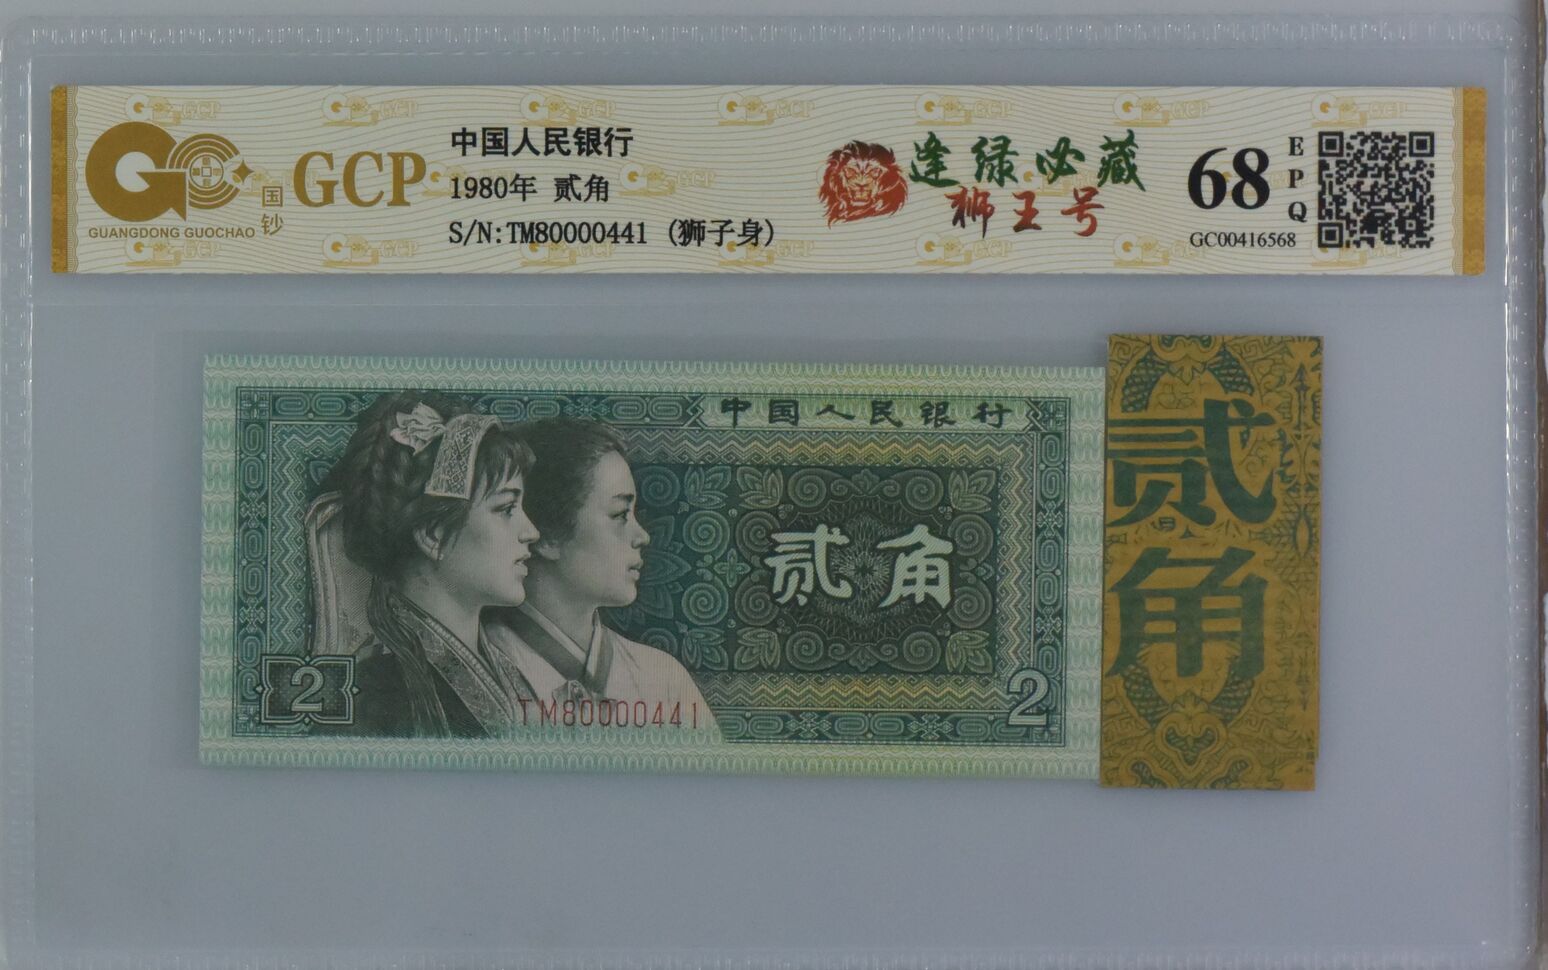 GCP
国钞
GUANGDONG GUOCHAO
中国人民银行
1980年 贰角
S/N:TM80000441 (狮子身)
逢绿必藏
狮王号
68
EPQ
GC00416568
中国人民银行
贰角
2
TM80000441
2
贰角